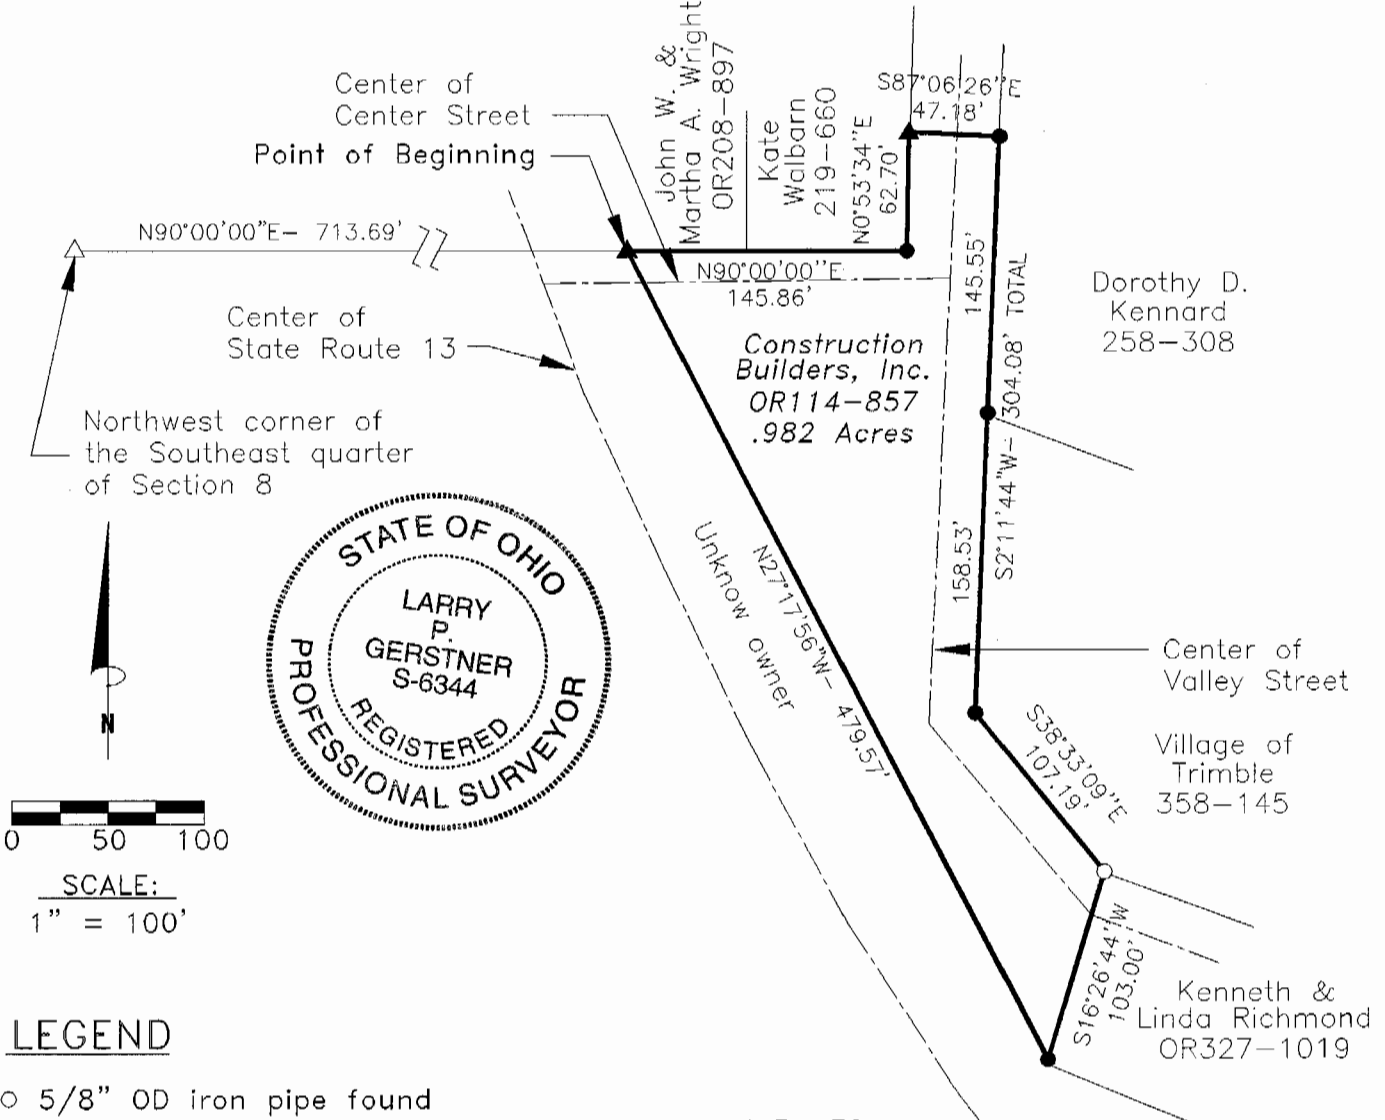 John W. &
Martha A. Wright
OR208-897
Kate
Walbarn
219-660
N0°53'34"E
62.70'
S87°06'26"E
47.18'
Center of
Center Street
Point of Beginning
N90°00'00"E- 713.69'
N90°00'00"E
145.86'
Center of
State Route 13
Construction
Builders, Inc.
OR114-857
.982 Acres
145.55'
S2°11'44"W- 304.08' TOTAL
158.53'
Dorothy D.
Kennard
258-308
Northwest corner of
the Southeast quarter
of Section 8
STATE OF OHIO
LARRY
P.
GERSTNER
S-6344
REGISTERED
PROFESSIONAL SURVEYOR
Unknow owner
N27°17'56"W- 479.57'
Center of
Valley Street
S38°33'09"E
107.19'
Village of
Trimble
358-145
N
0 50 100
SCALE:
1" = 100'
S16°26'44"W
103.00'
Kenneth &
Linda Richmond
OR327-1019
LEGEND
5/8" OD iron pipe found